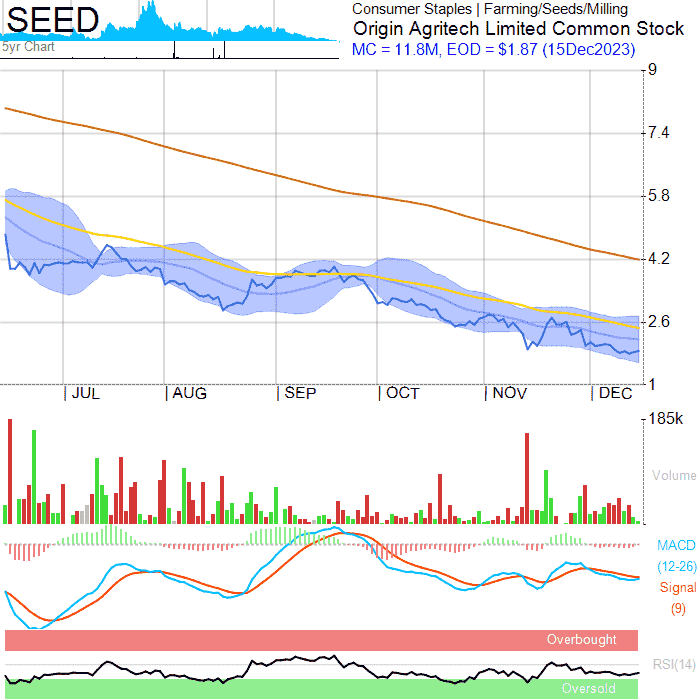 SEED
5yr Chart
Consumer Staples | Farming/Seeds/Milling
Origin Agritech Limited Common Stock
MC = 11.8M, EOD = $1.87 (15Dec2023)
9
7.4
5.8
4.2
2.6
1
JUL
AUG
SEP
OCT
NOV
DEC
185k
Volume
MACD
(12-26)
Signal
(9)
Overbought
RSI(14)
Oversold